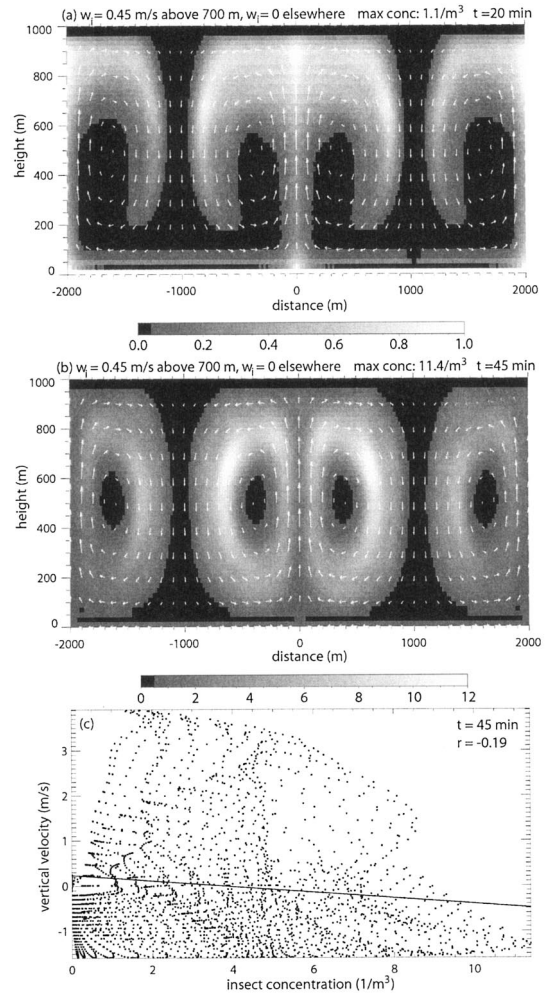 (a) wᵢ= 0.45 m/s above 700 m, wᵢ= 0 elsewhere max conc: 1.1/m³ t =20 min
1000
800
600
400
200
0
height (m)
-2000 -1000 0 1000 2000
distance (m)
0.0 0.2 0.4 0.6 0.8 1.0
(b) wᵢ= 0.45 m/s above 700 m, wᵢ= 0 elsewhere max conc: 11.4/m³ t =45 min
1000
800
600
400
200
0
height (m)
-2000 -1000 0 1000 2000
distance (m)
0 2 4 6 8 10 12
(c)
t = 45 min
r = -0.19
3
2
1
0
-1
vertical velocity (m/s)
0 2 4 6 8 10
insect concentration (1/m³)